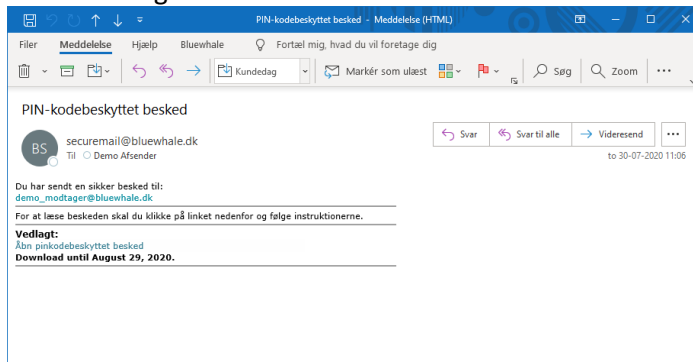 PIN-kodebeskyttet besked - Meddelelse (HTML)
Filer Meddelelse Hjælp Bluewhale Fortæl mig, hvad du vil foretage dig
Kundedag Markér som ulæst Søg Zoom
PIN-kodebeskyttet besked
BS
securemail@bluewhale.dk
Til Demo Afsender
Svar Svar til alle Videresend
to 30-07-2020 11:06
Du har sendt en sikker besked til:
demo_modtager@bluewhale.dk
For at læse beskeden skal du klikke på linket nedenfor og følge instruktionerne.
Vedlagt:
Åbn pinkodebeskyttet besked
Download until August 29, 2020.